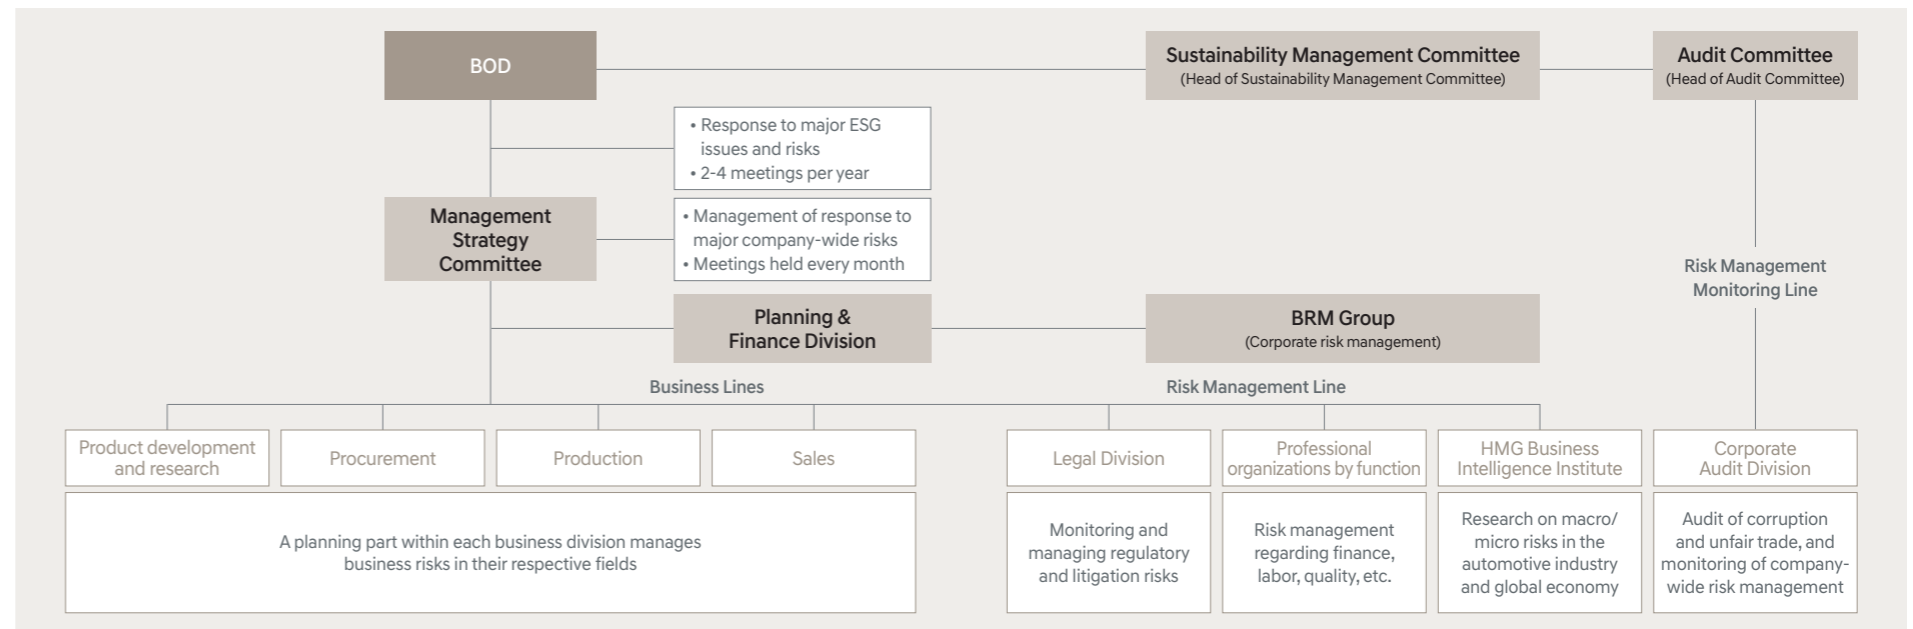 BOD
Sustainability Management Committee
(Head of Sustainability Management Committee)
Audit Committee
(Head of Audit Committee)
• Response to major ESG
issues and risks
• 2-4 meetings per year
Management
Strategy
Committee
• Management of response to
major company-wide risks
• Meetings held every month
Risk Management
Monitoring Line
Planning &
Finance Division
BRM Group
(Corporate risk management)
Business Lines
Risk Management Line
Product development
and research
Procurement
Production
Sales
Legal Division
Professional
organizations by function
HMG Business
Intelligence Institute
Corporate
Audit Division
A planning part within each business division manages
business risks in their respective fields
Monitoring and
managing regulatory
and litigation risks
Risk management
regarding finance,
labor, quality, etc.
Research on macro/
micro risks in the
automotive industry
and global economy
Audit of corruption
and unfair trade, and
monitoring of company-
wide risk management